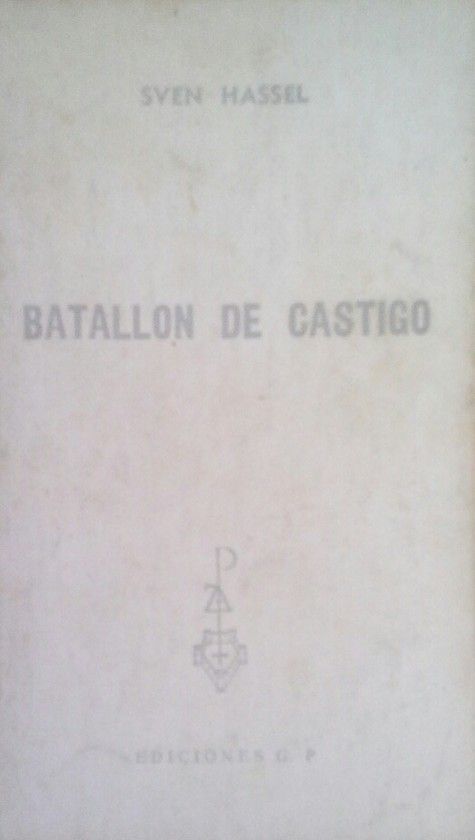 SVEN HASSEL
BATALLON DE CASTIGO
EDICIONES G. P